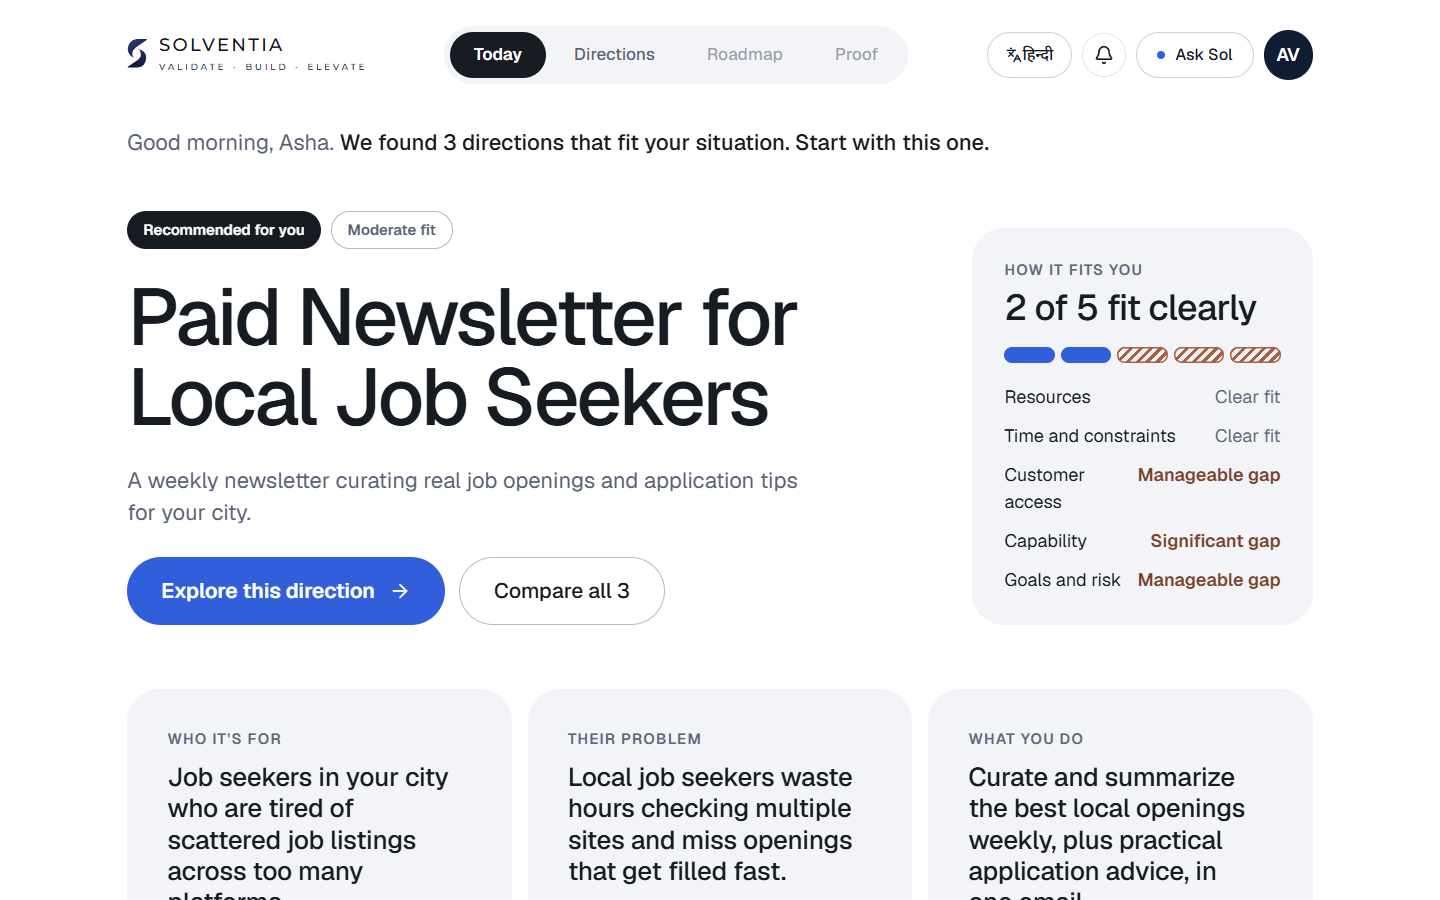 SOLVENTIA
VALIDATE · BUILD · ELEVATE
Today
Directions
Roadmap
Proof
हिन्दी
Ask Sol
AV
Good morning, Asha. We found 3 directions that fit your situation. Start with this one.
Recommended for you
Moderate fit
Paid Newsletter for
Local Job Seekers
A weekly newsletter curating real job openings and application tips
for your city.
Explore this direction →
Compare all 3
HOW IT FITS YOU
2 of 5 fit clearly
Resources Clear fit
Time and constraints Clear fit
Customer access Manageable gap
Capability Significant gap
Goals and risk Manageable gap
WHO IT'S FOR
Job seekers in your city
who are tired of
scattered job listings
across too many
platforms.
THEIR PROBLEM
Local job seekers waste
hours checking multiple
sites and miss openings
that get filled fast.
WHAT YOU DO
Curate and summarize
the best local openings
weekly, plus practical
application advice, in
one email.